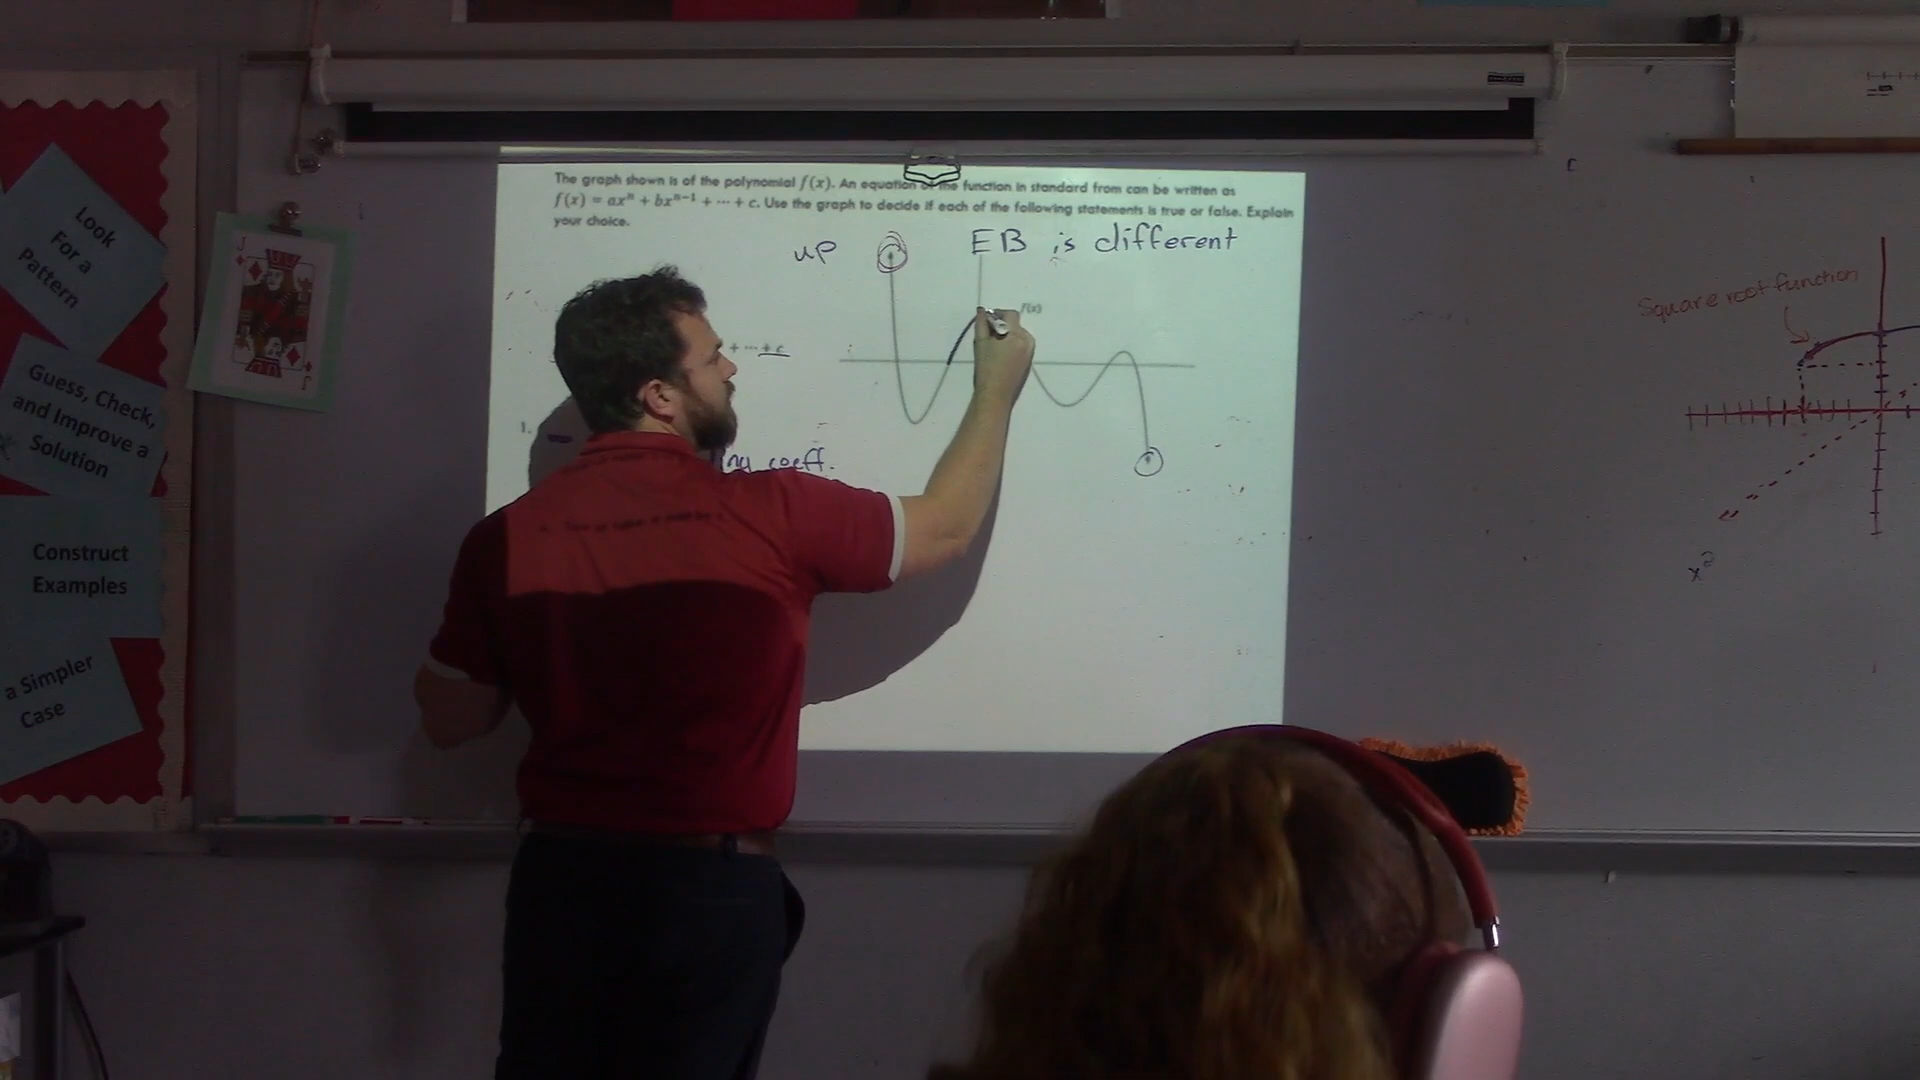 Look
For a
Pattern
Guess, Check,
and Improve a
Solution
Construct
Examples
a Simpler
Case
J
J
The graph shown is of the polynomial f(x). An equation of the function in standard from can be written as
f(x) = axⁿ + bxⁿ⁻¹ + ⋯ + c. Use the graph to decide if each of the following statements is true or false. Explain
your choice.
up
EB is different
f(x)
+ ⋯ + c
1.
coeff.
Square root function
x²